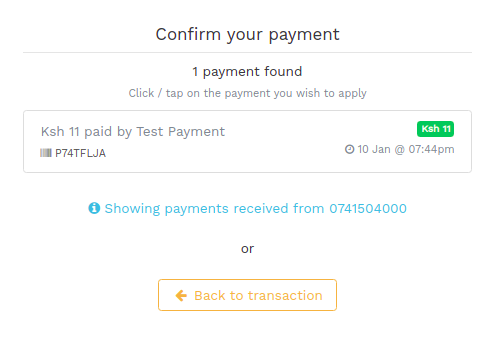 Confirm your payment
1 payment found
Click / tap on the payment you wish to apply
Ksh 11 paid by Test Payment
Ksh 11
P74TFLJA
10 Jan @ 07:44pm
Showing payments received from 0741504000
or
Back to transaction